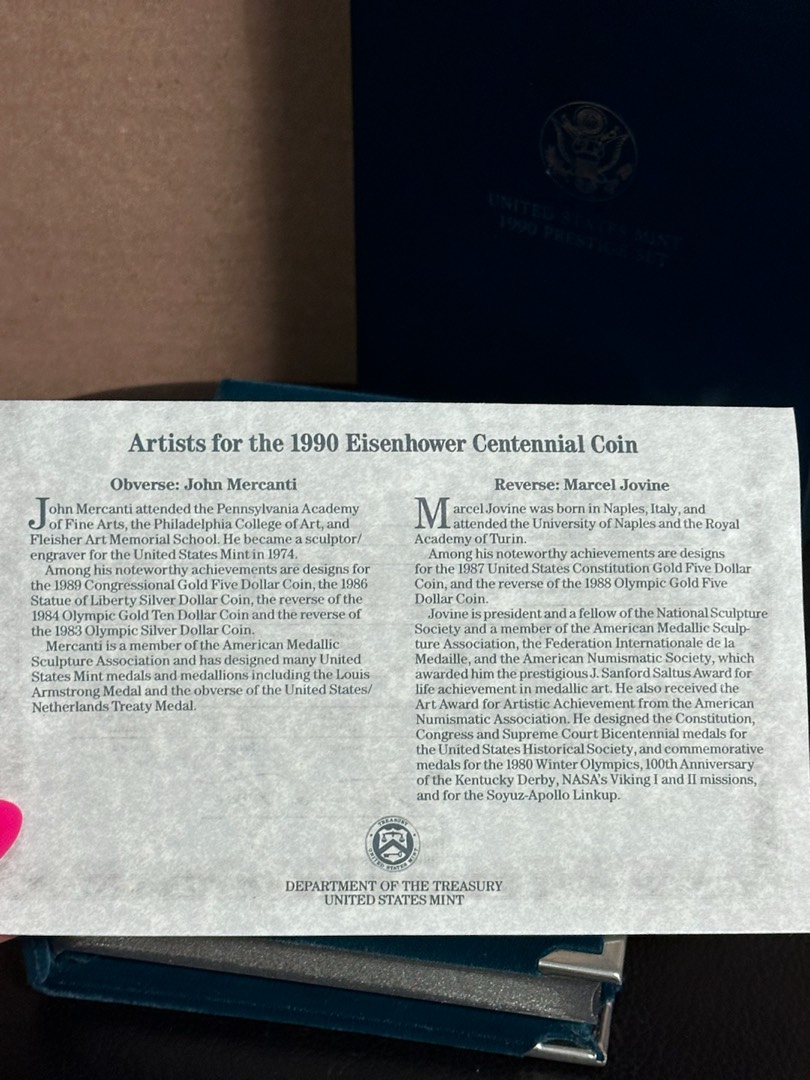 UNITED STATES MINT
1990 PRESTIGE SET
Artists for the 1990 Eisenhower Centennial Coin
Obverse: John Mercanti
John Mercanti attended the Pennsylvania Academy
of Fine Arts, the Philadelphia College of Art, and
Fleisher Art Memorial School. He became a sculptor/
engraver for the United States Mint in 1974.
Among his noteworthy achievements are designs for
the 1989 Congressional Gold Five Dollar Coin, the 1986
Statue of Liberty Silver Dollar Coin, the reverse of the
1984 Olympic Gold Ten Dollar Coin and the reverse of
the 1983 Olympic Silver Dollar Coin.
Mercanti is a member of the American Medallic
Sculpture Association and has designed many United
States Mint medals and medallions including the Louis
Armstrong Medal and the obverse of the United States/
Netherlands Treaty Medal.
Reverse: Marcel Jovine
Marcel Jovine was born in Naples, Italy, and
attended the University of Naples and the Royal
Academy of Turin.
Among his noteworthy achievements are designs
for the 1987 United States Constitution Gold Five Dollar
Coin, and the reverse of the 1988 Olympic Gold Five
Dollar Coin.
Jovine is president and a fellow of the National Sculpture
Society and a member of the American Medallic Sculp-
ture Association, the Federation Internationale de la
Medaille, and the American Numismatic Society, which
awarded him the prestigious J. Sanford Saltus Award for
life achievement in medallic art. He also received the
Art Award for Artistic Achievement from the American
Numismatic Association. He designed the Constitution,
Congress and Supreme Court Bicentennial medals for
the United States Historical Society, and commemorative
medals for the 1980 Winter Olympics, 100th Anniversary
of the Kentucky Derby, NASA's Viking I and II missions,
and for the Soyuz-Apollo Linkup.
DEPARTMENT OF THE TREASURY
UNITED STATES MINT